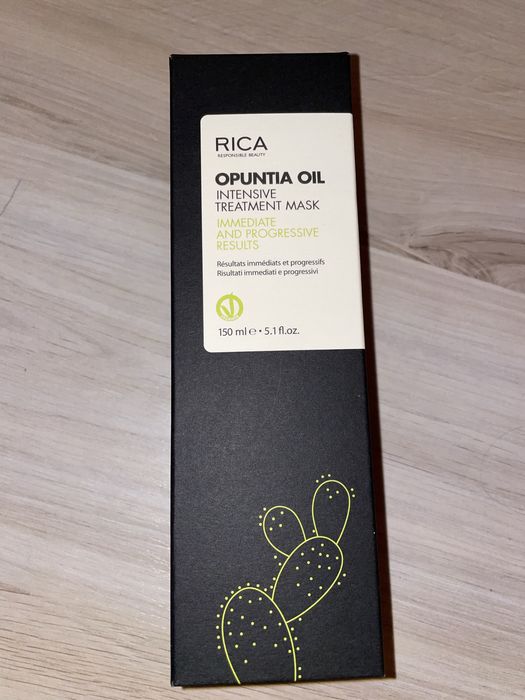 RICA
RESPONSIBLE BEAUTY
OPUNTIA OIL
INTENSIVE
TREATMENT MASK
IMMEDIATE
AND PROGRESSIVE
RESULTS
Résultats immédiats et progressifs
Risultati immediati e progressivi
150 ml ℮ • 5.1 fl.oz.